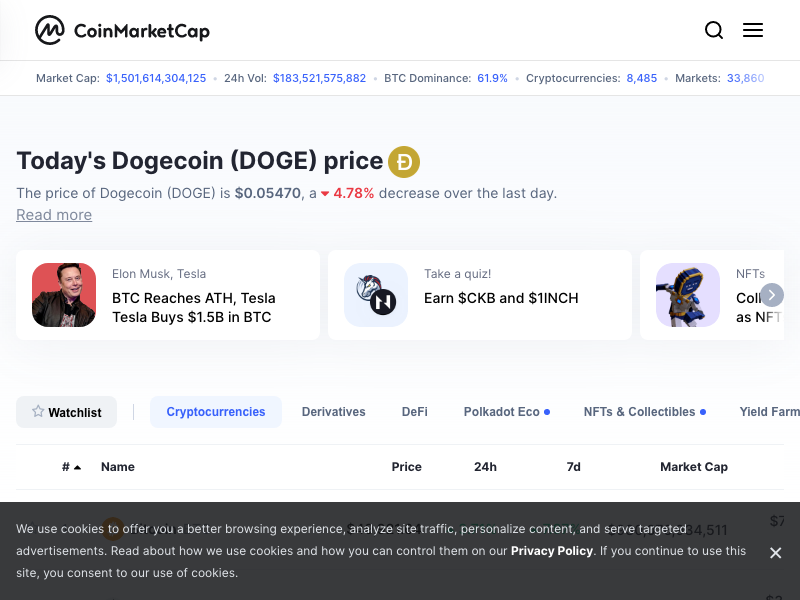 CoinMarketCap
Market Cap: $1,501,614,304,125 • 24h Vol: $183,521,575,882 • BTC Dominance: 61.9% • Cryptocurrencies: 8,485 • Markets: 33,860
Today's Dogecoin (DOGE) price
The price of Dogecoin (DOGE) is $0.05470, a 4.78% decrease over the last day.
Read more
Elon Musk, Tesla
BTC Reaches ATH, Tesla
Tesla Buys $1.5B in BTC
Take a quiz!
Earn $CKB and $1INCH
NFTs
as NFT
Watchlist
Cryptocurrencies
Derivatives
DeFi
Polkadot Eco
NFTs & Collectibles
Yield Farm
# Name Price 24h 7d Market Cap
We use cookies to offer you a better browsing experience, analyze site traffic, personalize content, and serve targeted
advertisements. Read about how we use cookies and how you can control them on our Privacy Policy. If you continue to use this
site, you consent to our use of cookies.